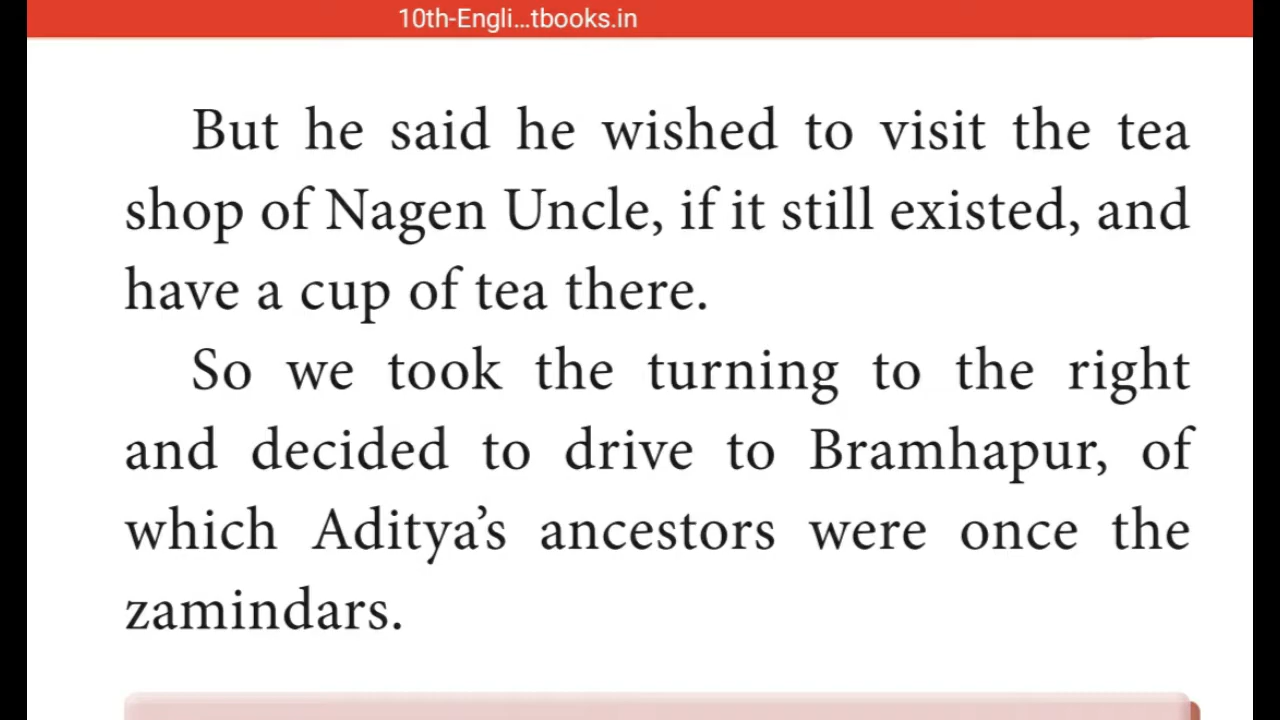 10th-Engli...tbooks.in
But he said he wished to visit the tea
shop of Nagen Uncle, if it still existed, and
have a cup of tea there.
So we took the turning to the right
and decided to drive to Bramhapur, of
which Aditya’s ancestors were once the
zamindars.